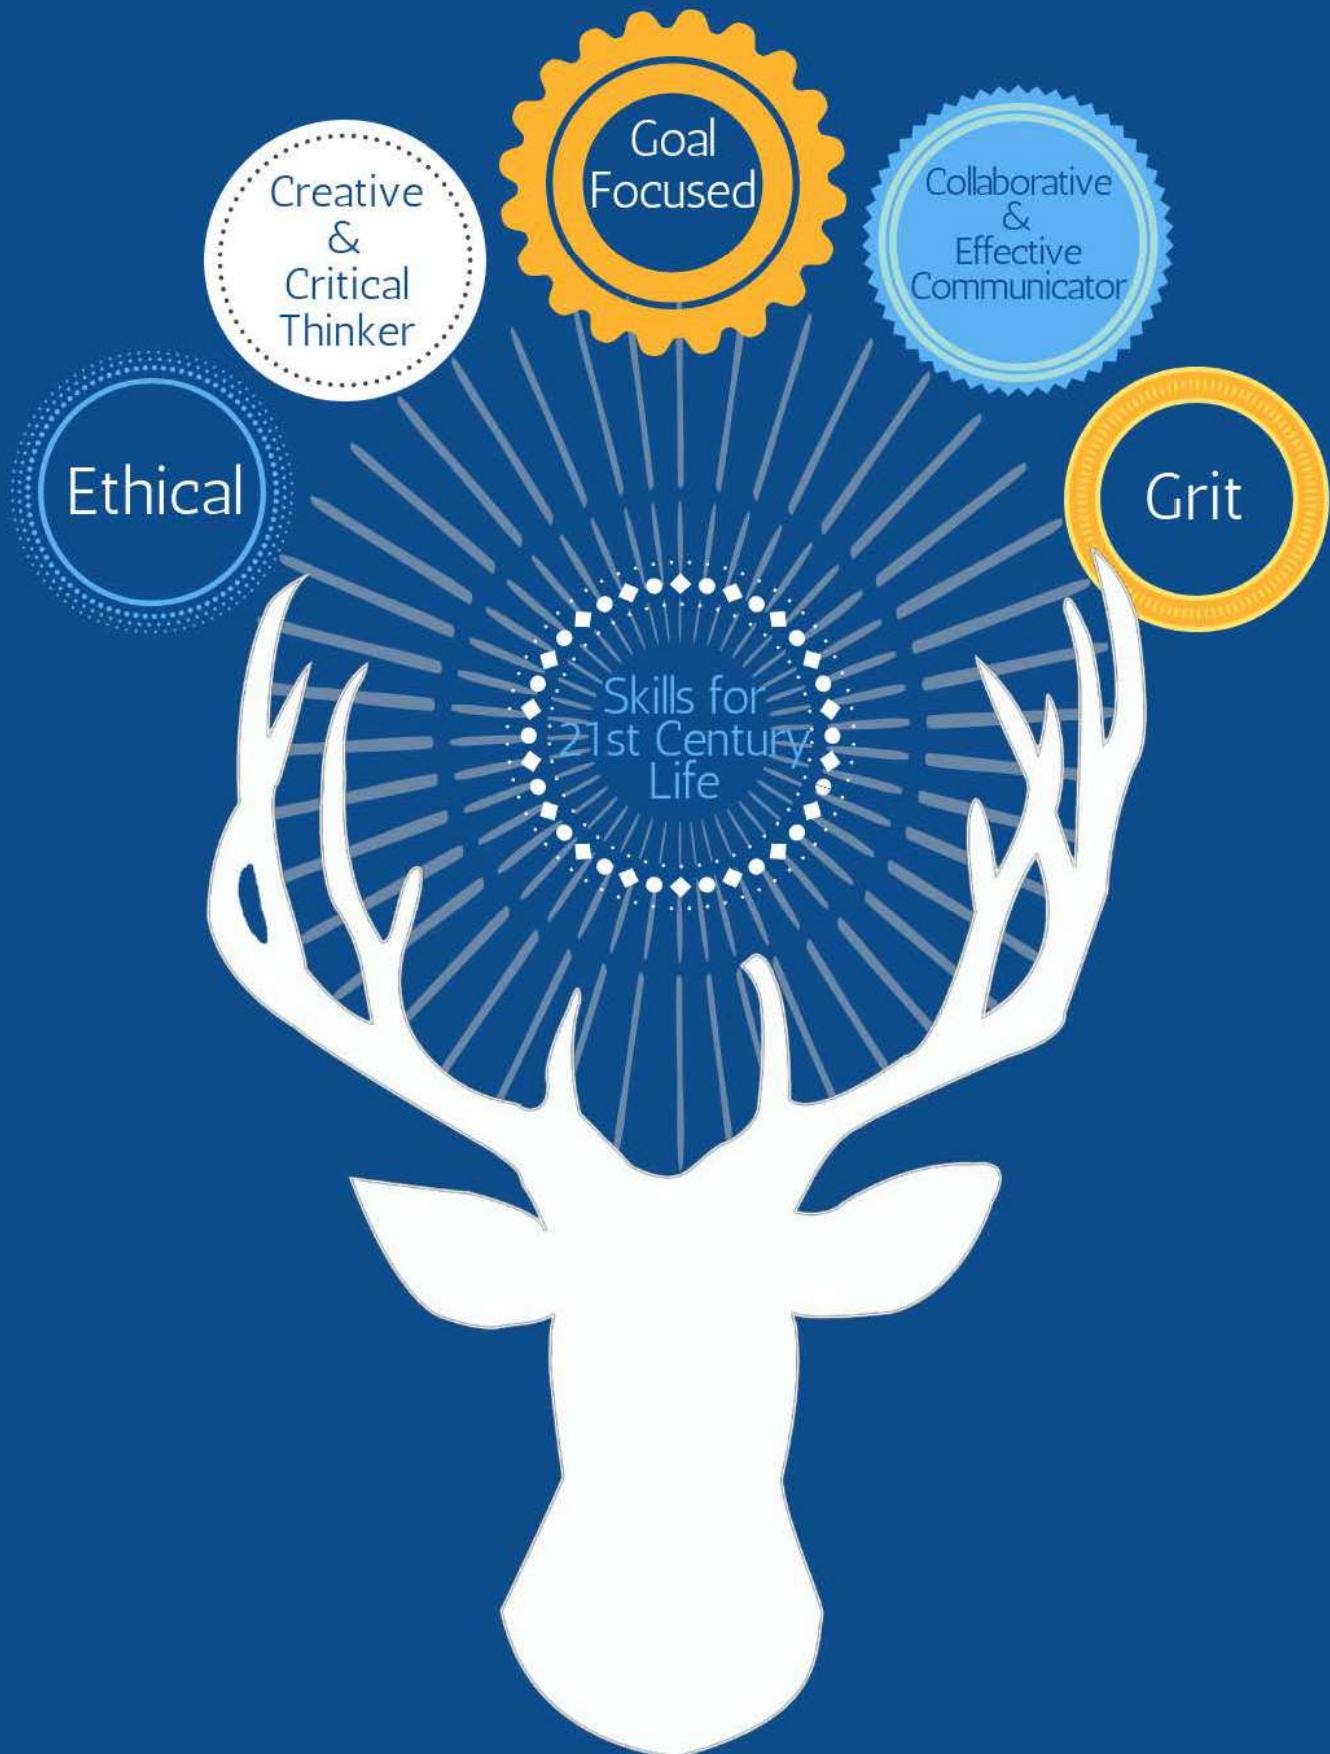 Goal
Focused
Creative
&
Critical
Thinker
Collaborative
&
Effective
Communicator
Ethical
Grit
Skills for
21st Century
Life